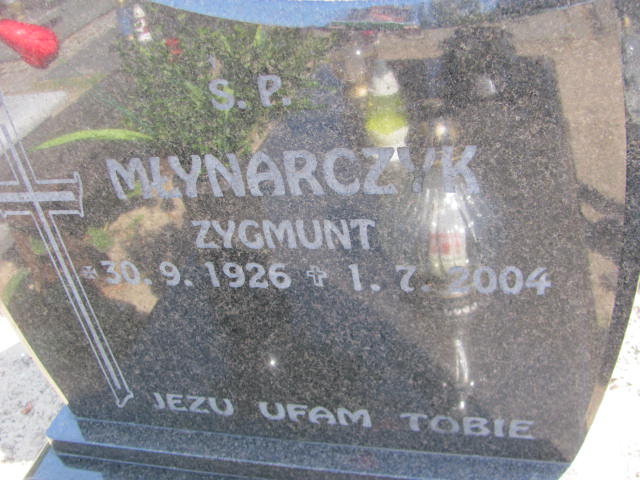 Ś. P.
MŁYNARCZYK
ZYGMUNT
* 30. 9. 1926 ✝ 1. 7. 2004
JEZU UFAM TOBIE